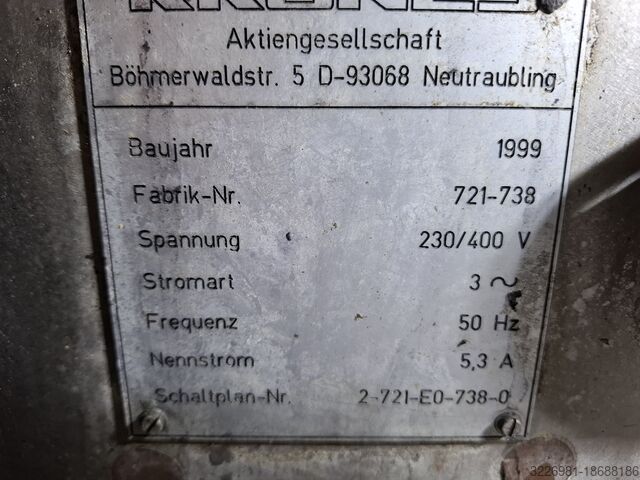 KRONES
Aktiengesellschaft
Böhmerwaldstr. 5 D-93068 Neutraubling
Baujahr 1999
Fabrik-Nr. 721-738
Spannung 230/400 V
Stromart 3 ~
Frequenz 50 Hz
Nennstrom 5,3 A
Schaltplan-Nr. 2-721-E0-738-0
3226981-18688186